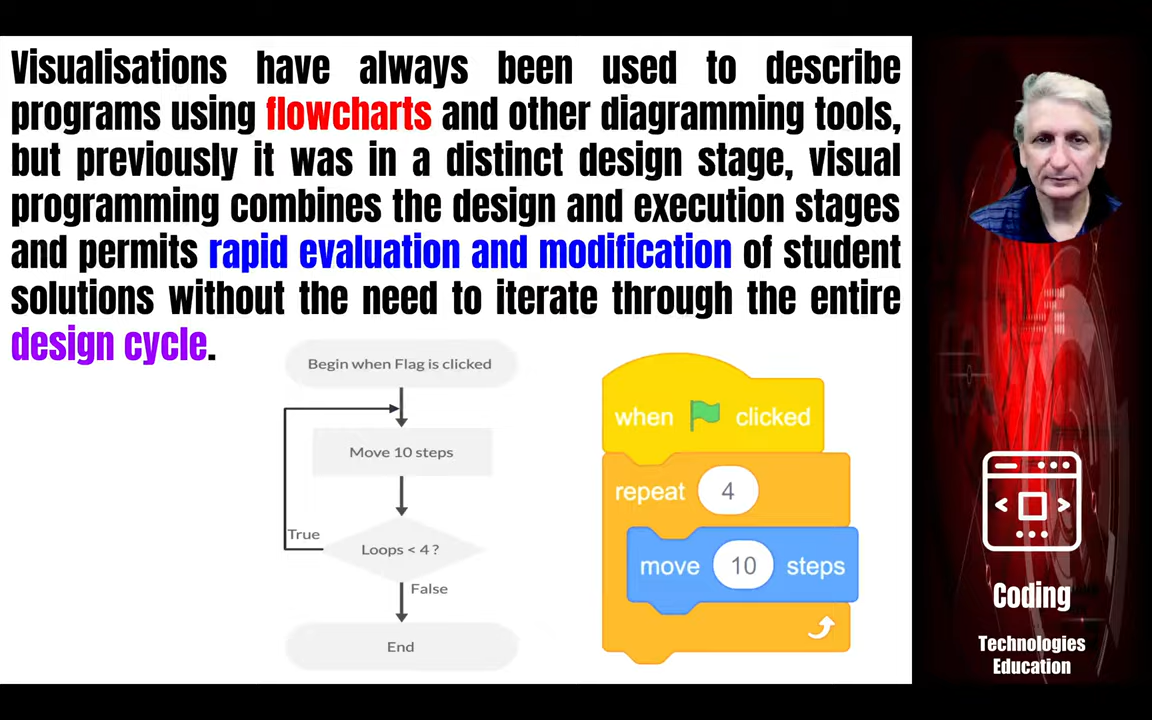 Visualisations have always been used to describe
programs using flowcharts and other diagramming tools,
but previously it was in a distinct design stage, visual
programming combines the design and execution stages
and permits rapid evaluation and modification of student
solutions without the need to iterate through the entire
design cycle.
Begin when Flag is clicked
Move 10 steps
True
Loops < 4 ?
False
End
when clicked
repeat 4
move 10 steps
Coding
Technologies
Education